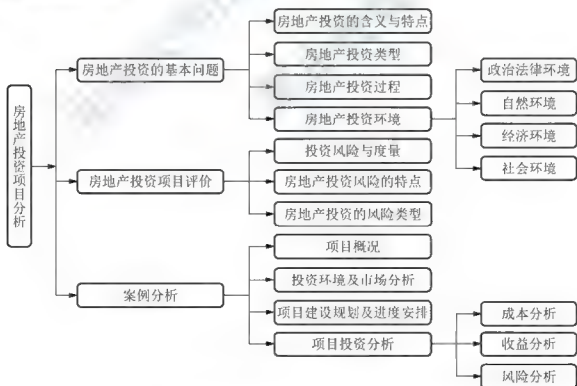 房地产投资项目分析
房地产投资的基本问题
房地产投资的含义与特点
房地产投资类型
房地产投资过程
房地产投资环境
政治法律环境
自然环境
经济环境
社会环境
房地产投资项目评价
投资风险与度量
房地产投资风险的特点
房地产投资的风险类型
案例分析
项目概况
投资环境及市场分析
项目建设规划及进度安排
项目投资分析
成本分析
收益分析
风险分析